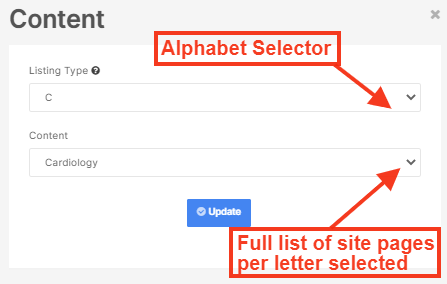 Content
Alphabet Selector
Listing Type
C
Content
Cardiology
Update
Full list of site pages
per letter selected